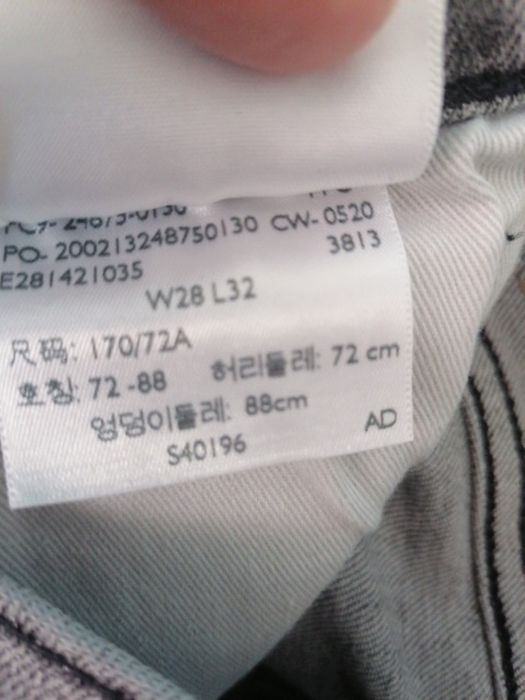 PO- 200213248750130 CW- 0520
3813
E281421035
W28 L32
尺码: 170/72A
호칭: 72 -88 허리둘레: 72 cm
엉덩이둘레: 88cm
S40196 AD